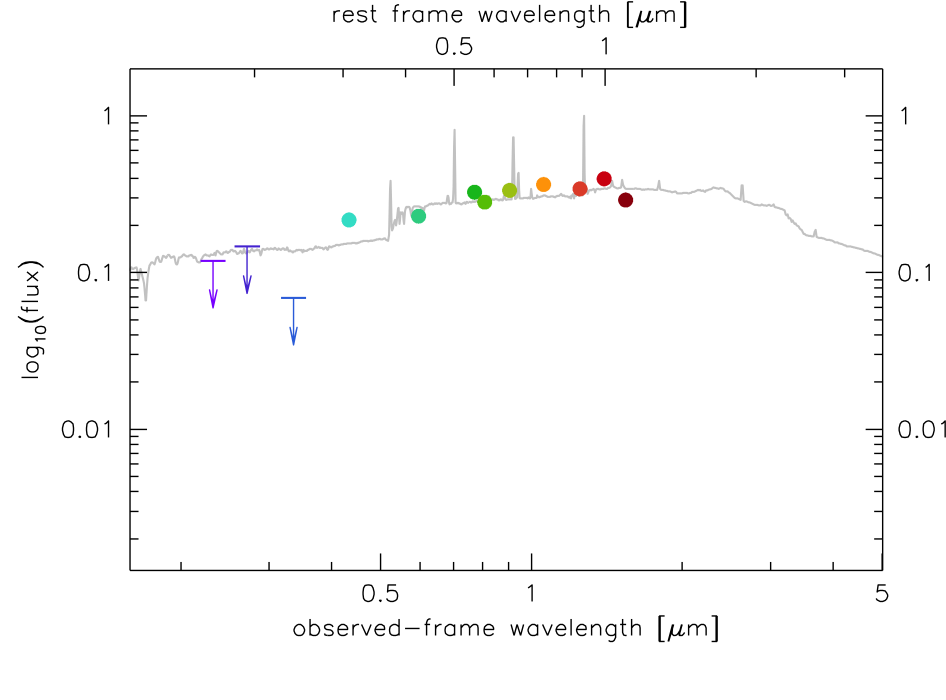 rest frame wavelength [μm]
0.5 1
1 1
0.1 0.1
0.01 0.01
log₁₀(flux)
0.5 1 5
observed-frame wavelength [μm]